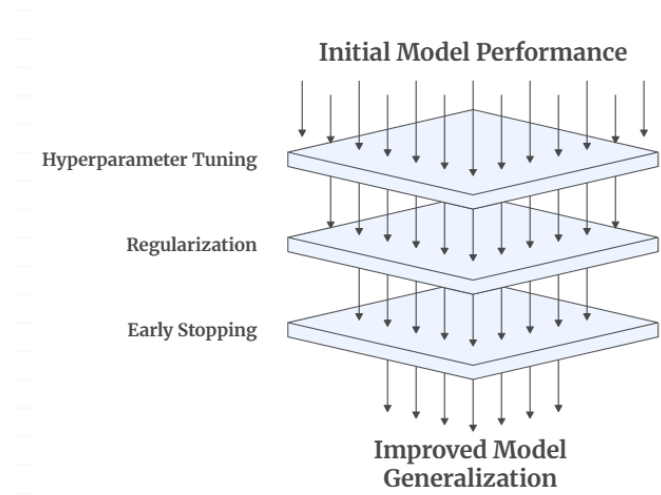 Initial Model Performance
Hyperparameter Tuning
Regularization
Early Stopping
Improved Model
Generalization